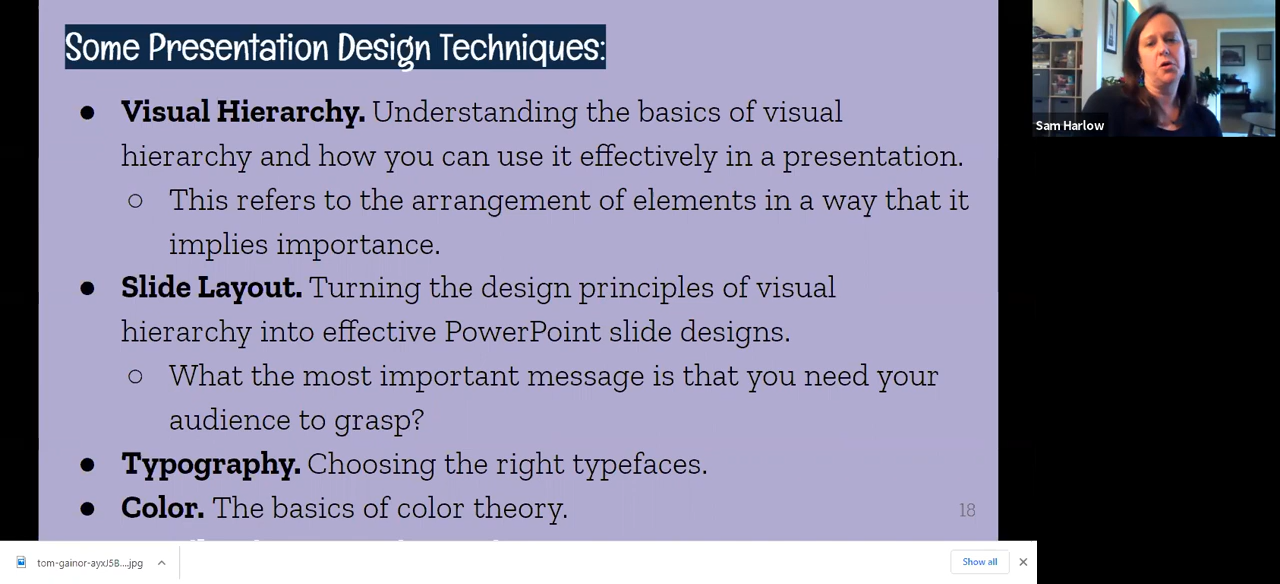 Some Presentation Design Techniques:
● Visual Hierarchy. Understanding the basics of visual
hierarchy and how you can use it effectively in a presentation.
○ This refers to the arrangement of elements in a way that it
implies importance.
● Slide Layout. Turning the design principles of visual
hierarchy into effective PowerPoint slide designs.
○ What the most important message is that you need your
audience to grasp?
● Typography. Choosing the right typefaces.
● Color. The basics of color theory.
18
Sam Harlow
tom-gainor-ayxJ5B....jpg
Show all